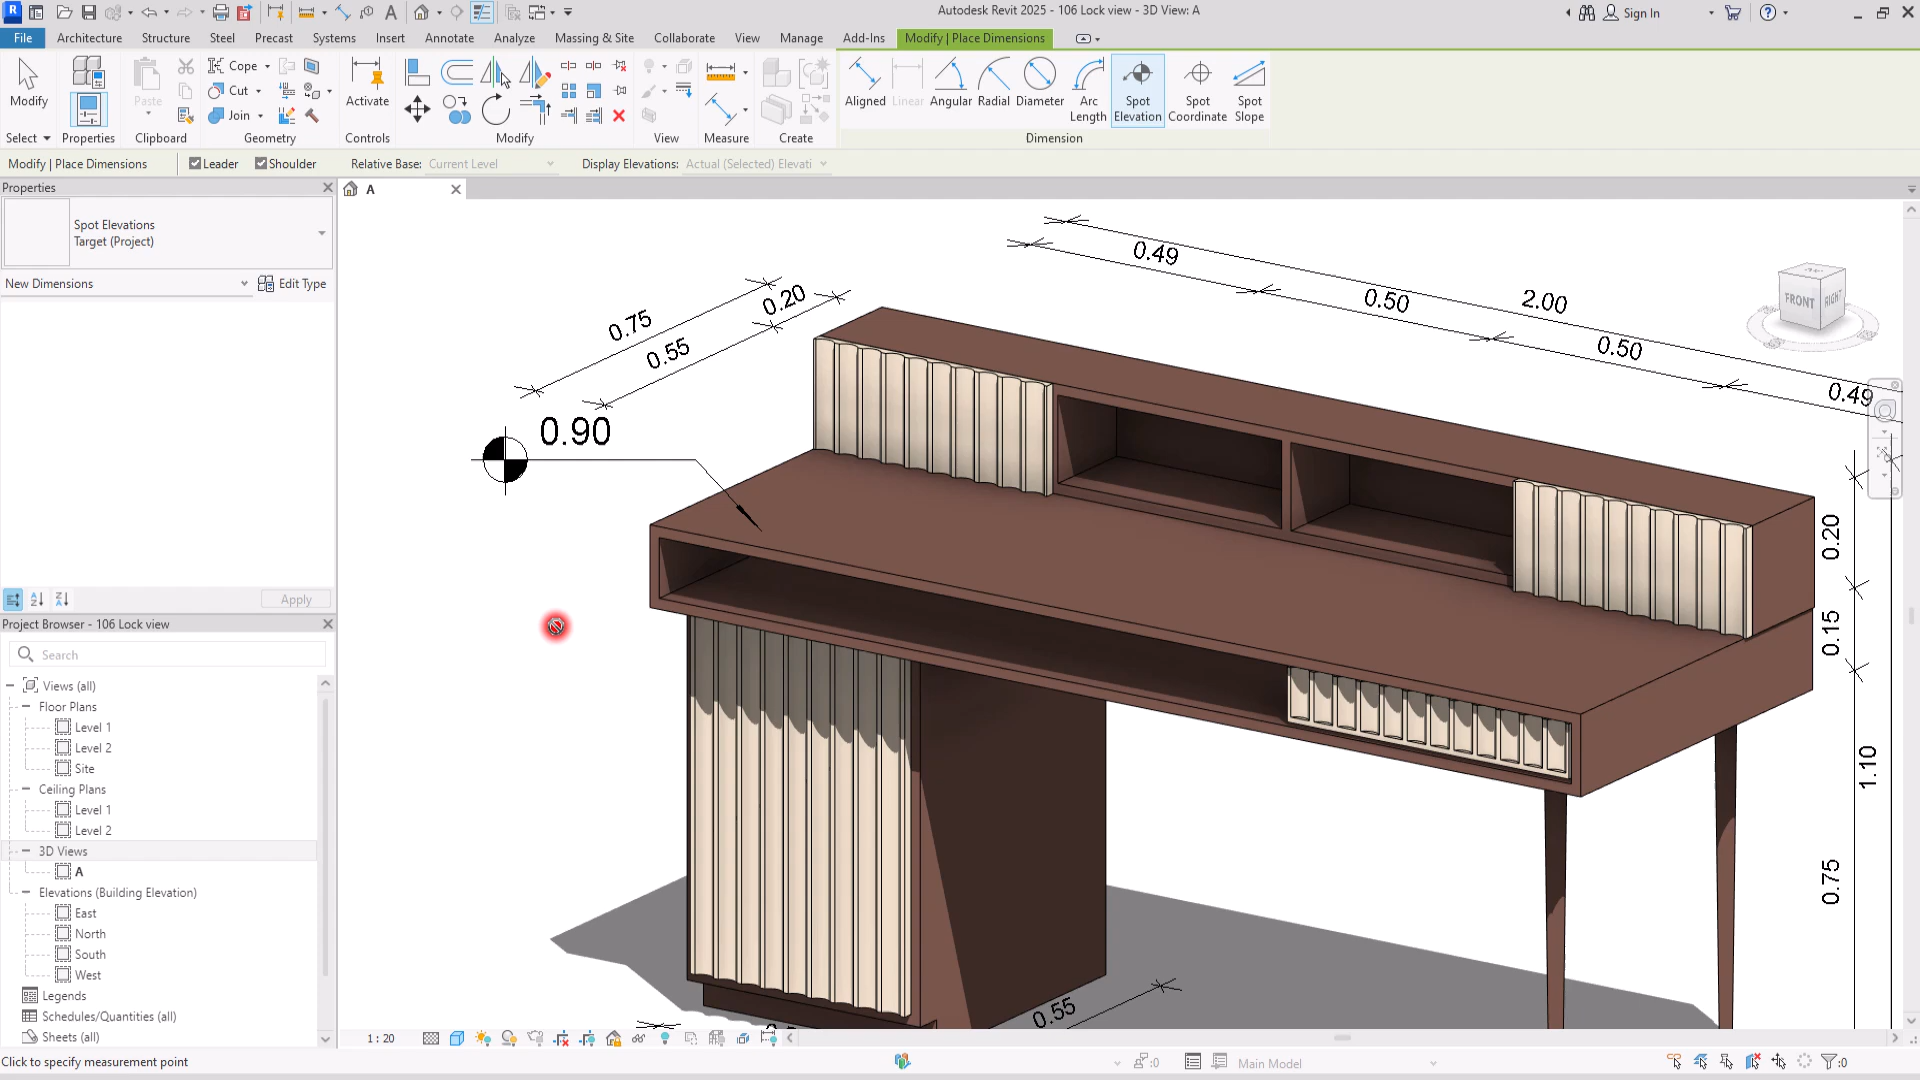 Autodesk Revit 2025 - 106 Lock view - 3D View: A
Sign In
File Architecture Structure Steel Precast Systems Insert Annotate Analyze Massing & Site Collaborate View Manage Add-Ins Modify | Place Dimensions
Modify
Paste
Cope
Cut
Join
Activate
Aligned Linear Angular Radial Diameter Arc Length Spot Elevation Spot Coordinate Spot Slope
Select Properties Clipboard Geometry Controls Modify View Measure Create Dimension
Modify | Place Dimensions Leader Shoulder Relative Base: Current Level Display Elevations: Actual (Selected) Elevati
Properties
Spot Elevations
Target (Project)
New Dimensions Edit Type
Apply
Project Browser - 106 Lock view
Search
Views (all)
Floor Plans
Level 1
Level 2
Site
Ceiling Plans
Level 1
Level 2
3D Views
A
Elevations (Building Elevation)
East
North
South
West
Legends
Schedules/Quantities (all)
Sheets (all)
A
0.49
0.50
2.00
0.50
0.49
0.75
0.20
0.55
0.90
FRONT
RIGHT
0.20
0.15
1.10
0.75
0.55
1 : 20
Click to specify measurement point
:0
Main Model
:0